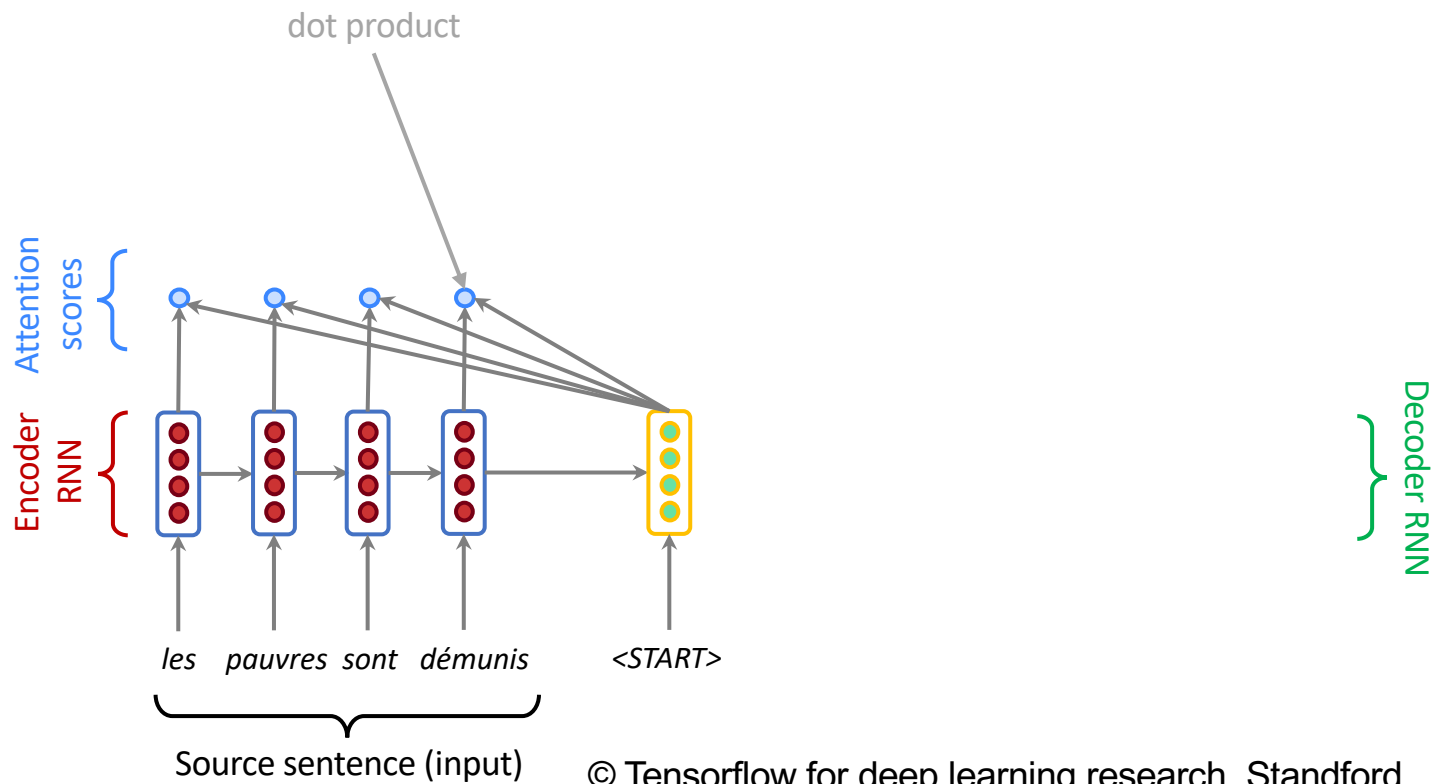 dot product
Attention
scores
Encoder
RNN
Decoder RNN
les pauvres sont démunis <START>
Source sentence (input)
© Tensorflow for deep learning research. Standford